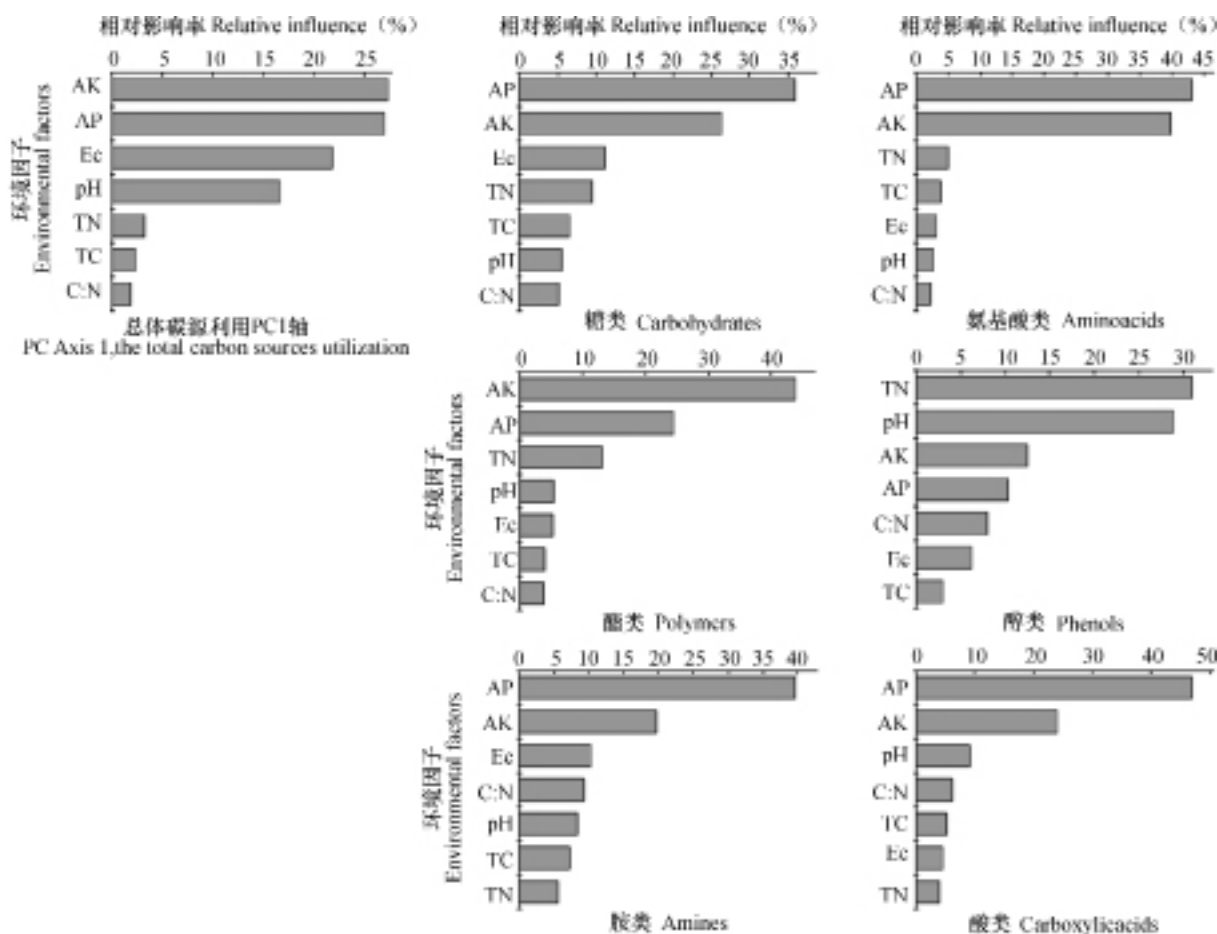 相对影响率 Relative influence（%）
0 5 10 15 20 25
环境因子
Environmental factors
AK
AP
Ec
pH
TN
TC
C:N
总体碳源利用PC1轴
PC Axis 1,the total carbon sources utilization
相对影响率 Relative influence（%）
0 5 10 15 20 25 30 35
AP
AK
Ec
TN
TC
pH
C:N
糖类 Carbohydrates
相对影响率 Relative influence（%）
0 5 10 15 20 25 30 35 40 45
AP
AK
TN
TC
Ec
pH
C:N
氨基酸类 Aminoacids
0 10 20 30 40
环境因子
Environmental factors
AK
AP
TN
pH
Ec
TC
C:N
酯类 Polymers
0 5 10 15 20 25 30
TN
pH
AK
AP
C:N
Ec
TC
醇类 Phenols
0 5 10 15 20 25 30 35 40
环境因子
Environmental factors
AP
AK
Ec
C:N
pH
TC
TN
胺类 Amines
0 10 20 30 40 50
AP
AK
pH
C:N
TC
Ec
TN
酸类 Carboxylicacids